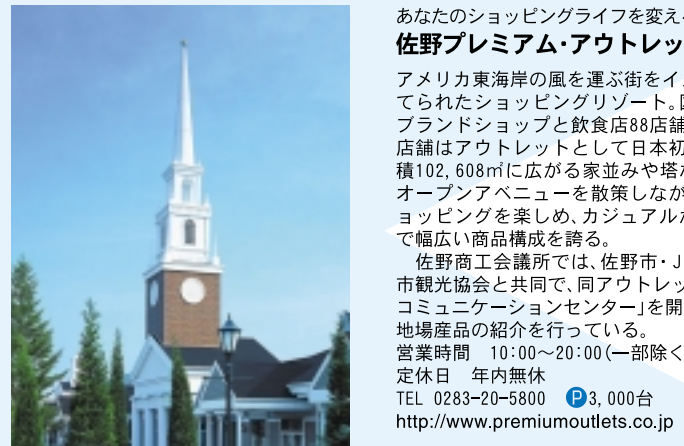 あなたのショッピングライフを変え
佐野プレミアム・アウトレッ
アメリカ東海岸の風を運ぶ街をイ
てられたショッピングリゾート。
ブランドショップと飲食店88店舗
店舗はアウトレットとして日本初
積102,608㎡に広がる家並みや塔
オープンアベニューを散策しなが
ョッピングを楽しめ、カジュアル
で幅広い商品構成を誇る。
佐野商工会議所では、佐野市・J
市観光協会と共同で、同アウトレッ
コミュニケーションセンター」を開
地場産品の紹介を行っている。
営業時間 10:00〜20:00(一部除く
定休日 年内無休
TEL 0283-20-5800 P3,000台
http://www.premiumoutlets.co.jp